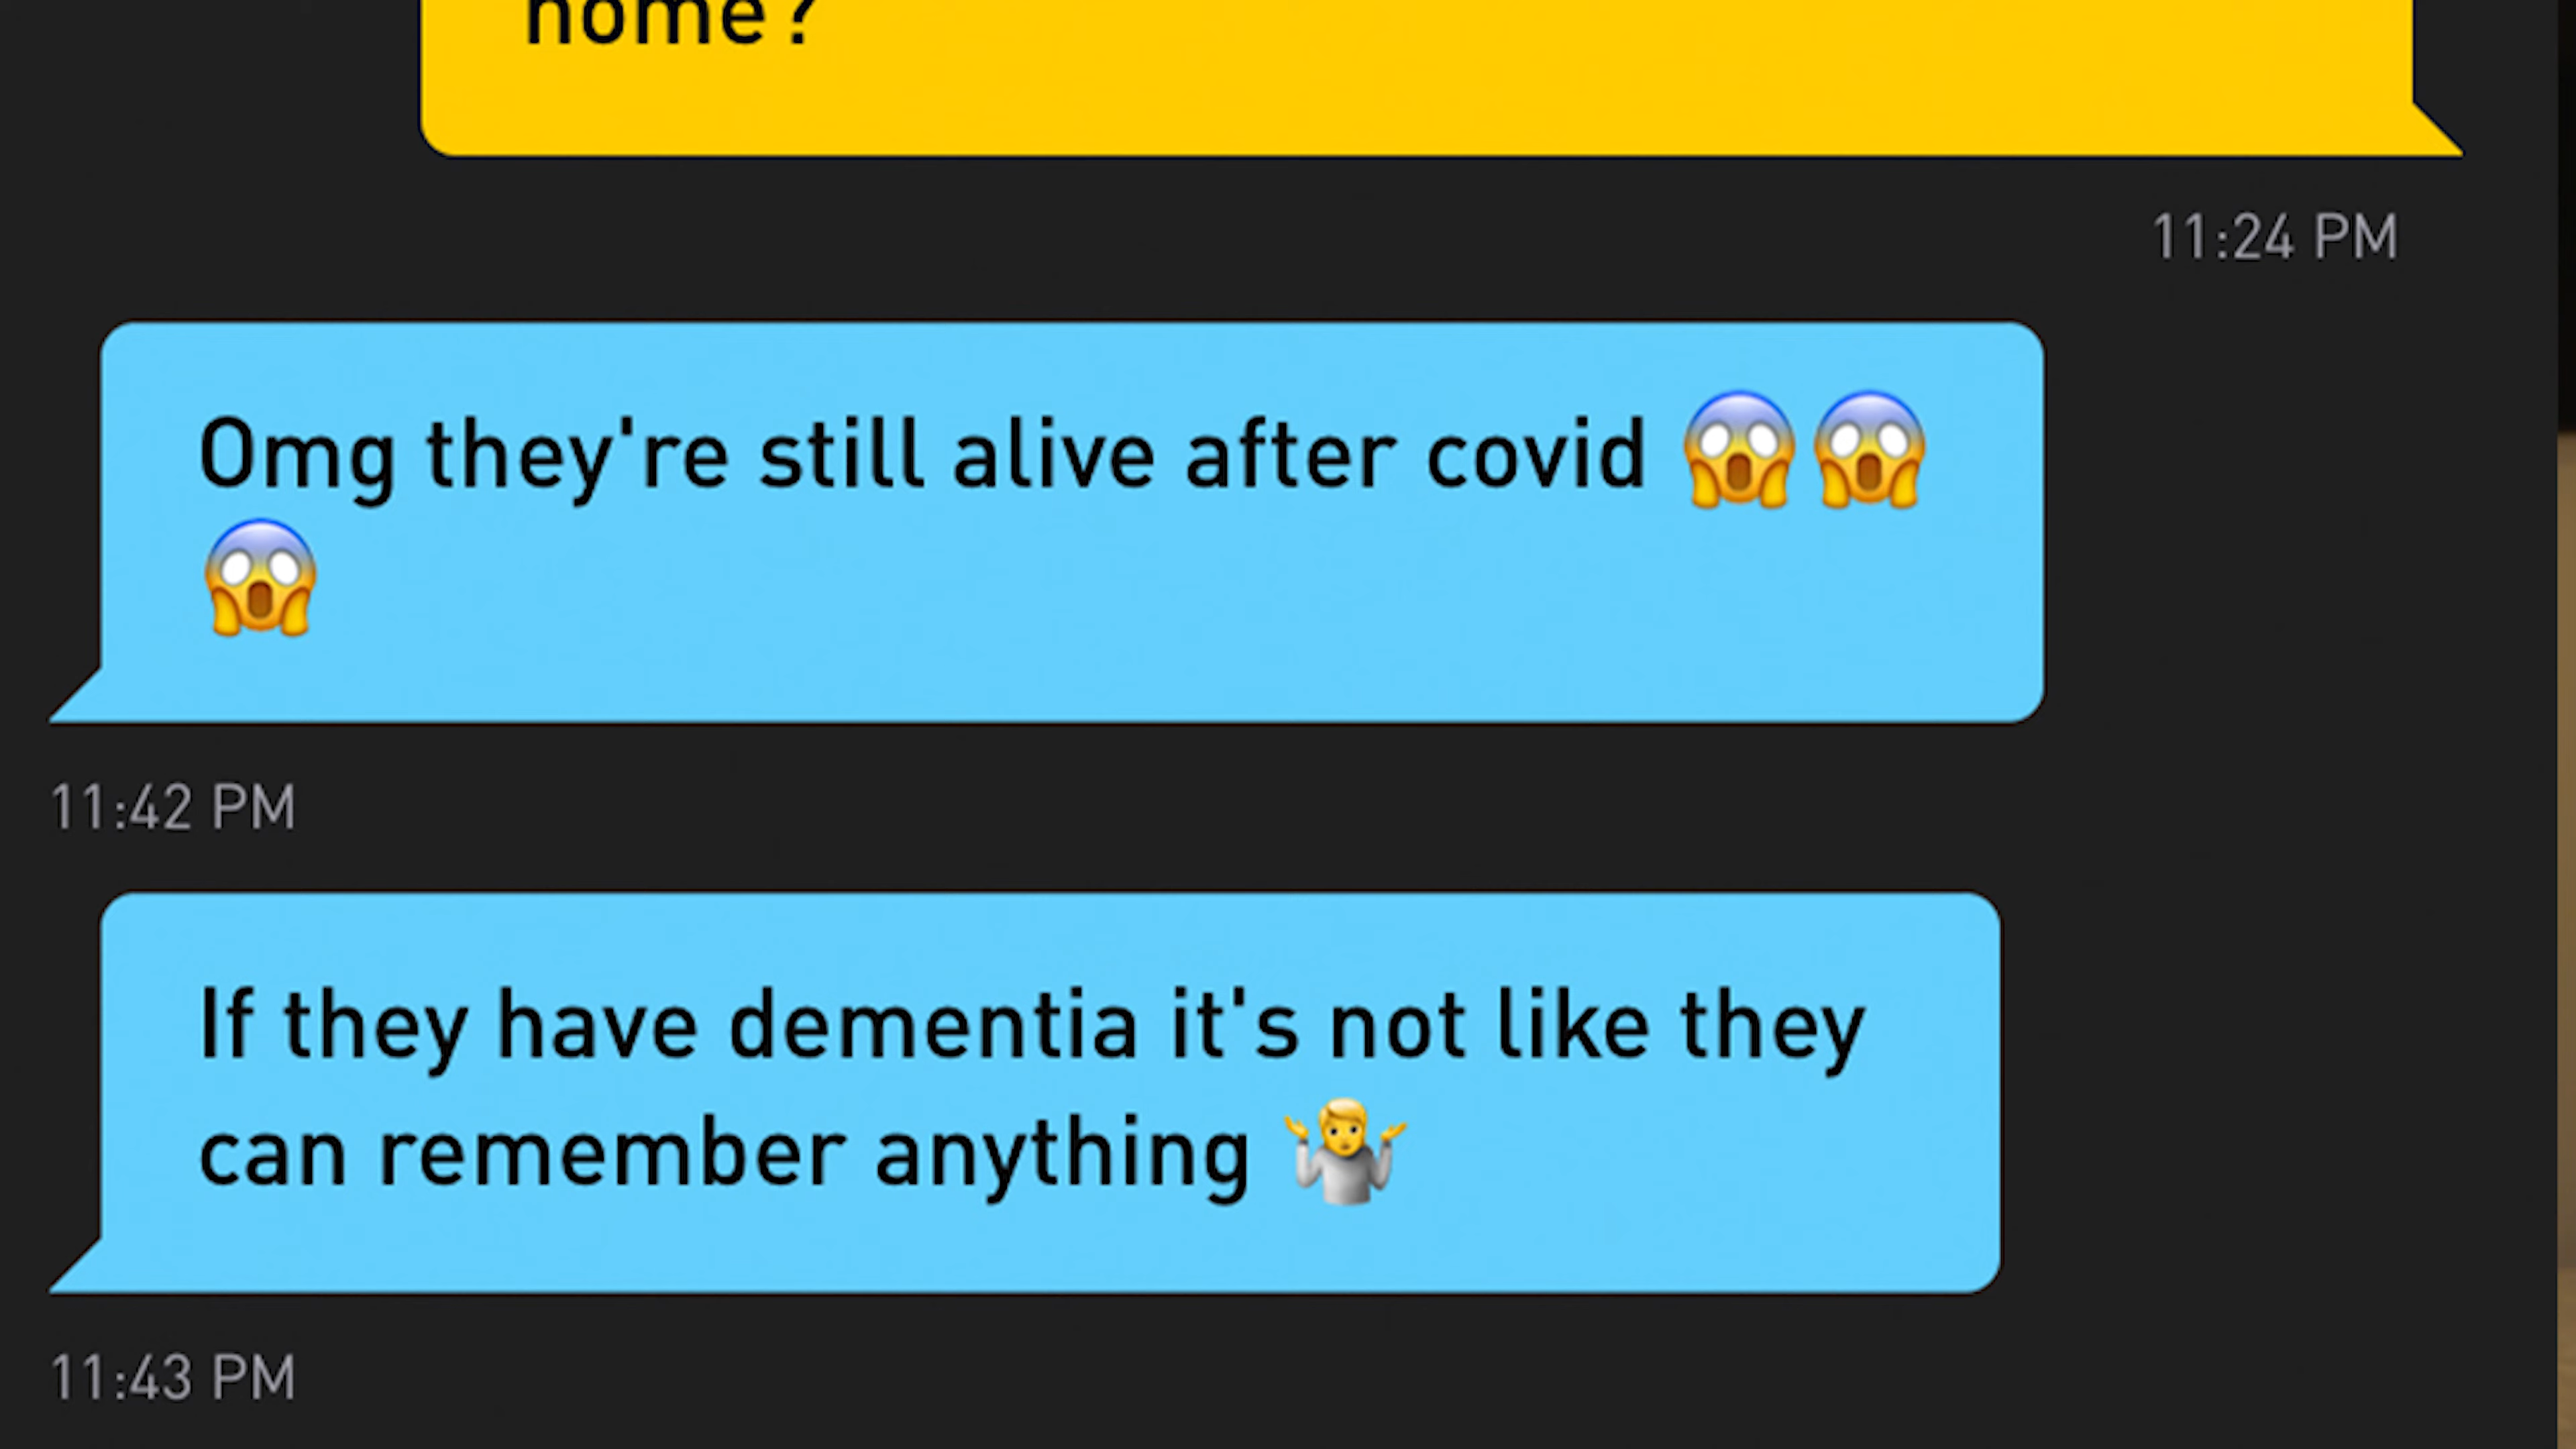 home?
11:24 PM
Omg they're still alive after covid 😱😱
😱
11:42 PM
If they have dementia it's not like they
can remember anything 🤷
11:43 PM